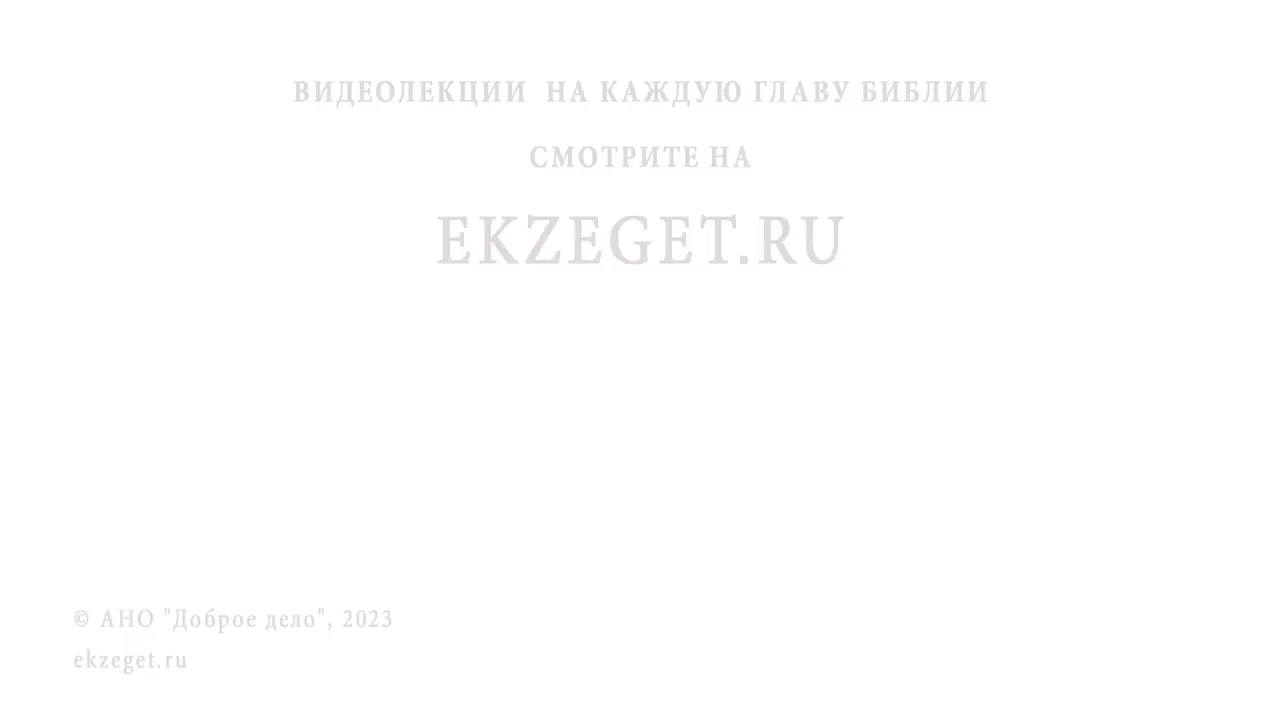 ВИДЕОЛЕКЦИИ НА КАЖДУЮ ГЛАВУ БИБЛИИ
СМОТРИТЕ НА
EKZEGET.RU
© АНО "Доброе дело", 2023
ekzeget.ru